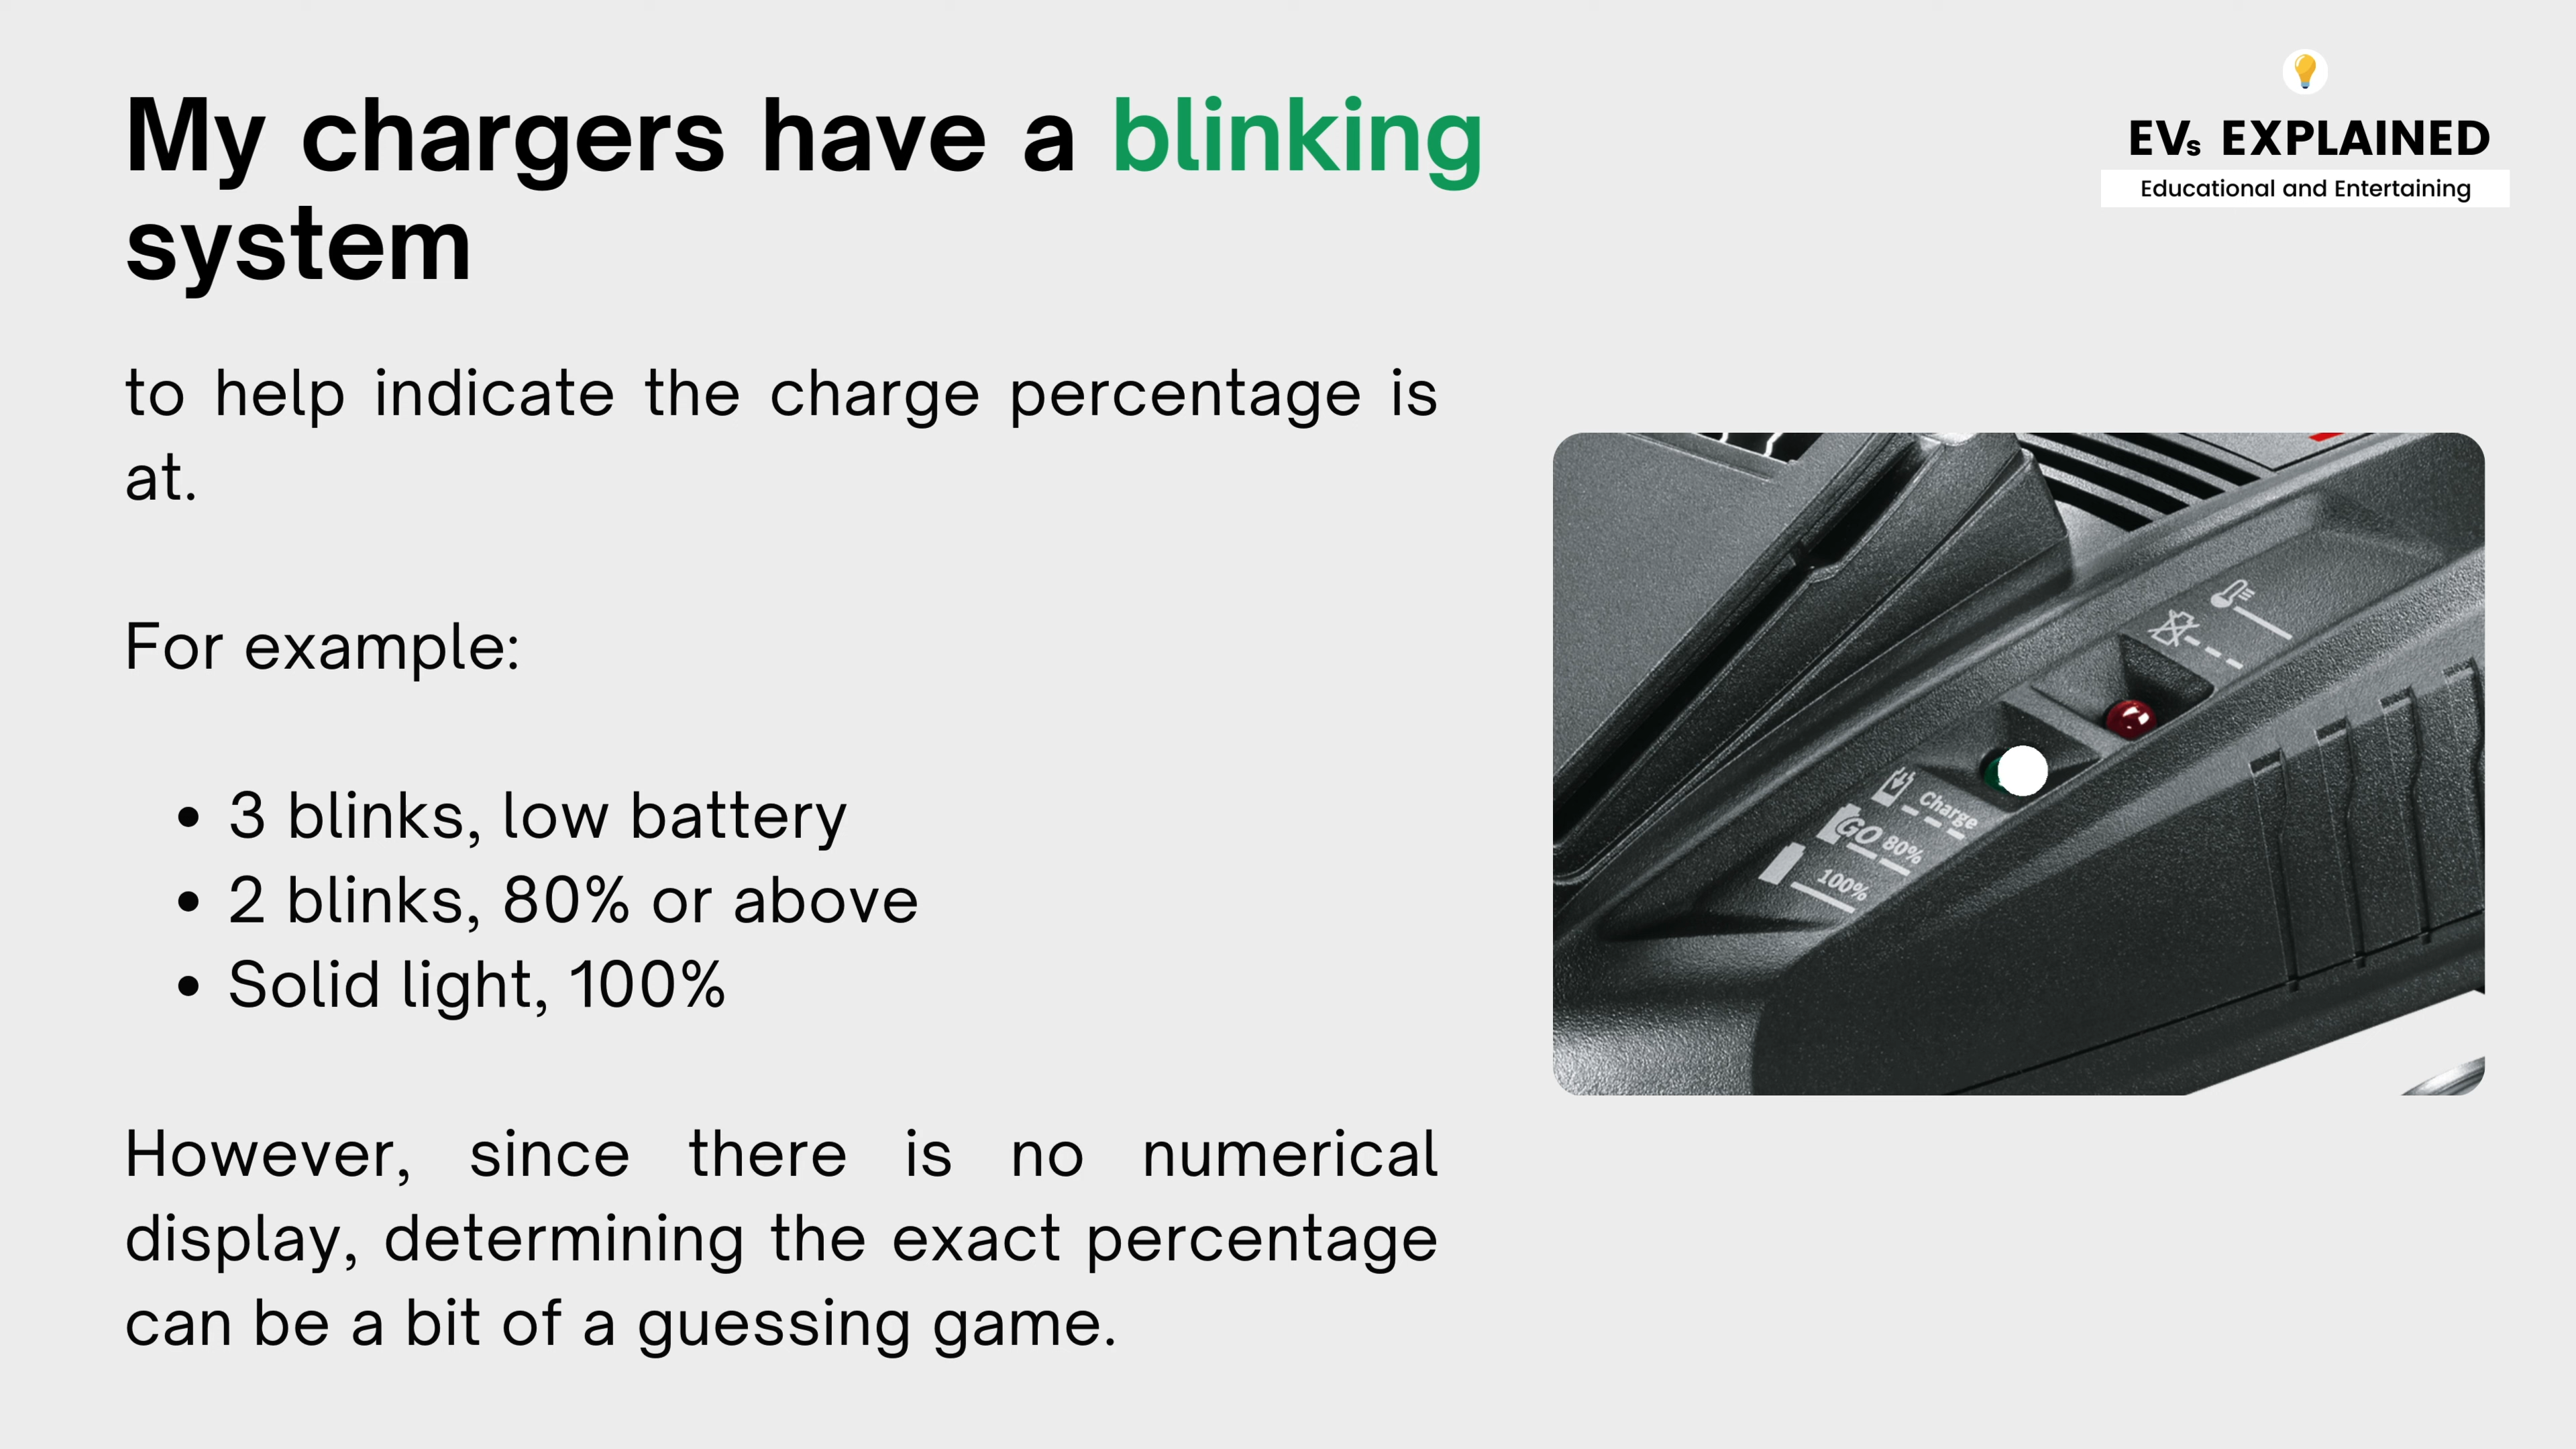 My chargers have a blinking
system
EVs EXPLAINED
Educational and Entertaining
to help indicate the charge percentage is
at.
For example:
• 3 blinks, low battery
• 2 blinks, 80% or above
• Solid light, 100%
However, since there is no numerical
display, determining the exact percentage
can be a bit of a guessing game.
Charge
GO 80%
100%